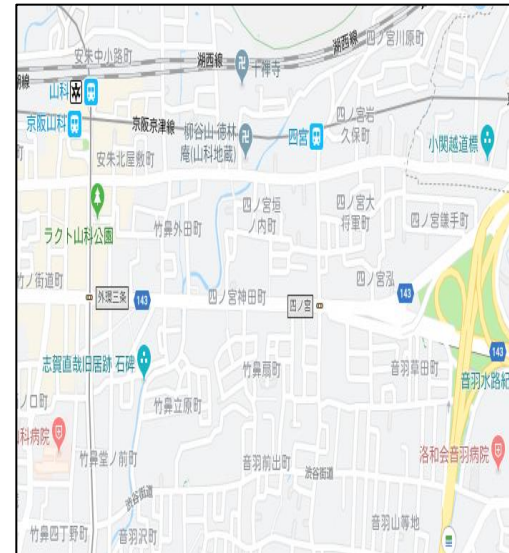 安朱中小路町
湖西線
湖西線
四ノ宮川原町
十禅寺
山科
京阪山科
京阪京津線
柳谷山 徳林
庵(山科地蔵)
四宮
四ノ宮岩
久保町
小関越道標
安朱北屋敷町
ラクト山科公園
竹鼻外田町
四ノ宮垣
ノ内町
四ノ宮大
将軍町
四ノ宮鎌手町
竹ノ街道町
外環三条
143
四ノ宮神田町
四ノ宮
四ノ宮泓
143
143
志賀直哉旧居跡 石碑
竹鼻扇町
音羽草田町
音羽水路紀
ノロ町
竹鼻立原町
科病院
竹鼻堂ノ前町
音羽前出町
渋谷街道
洛和会音羽病院
渋谷街道
竹鼻四丁野町
音羽沢町
音羽山等地